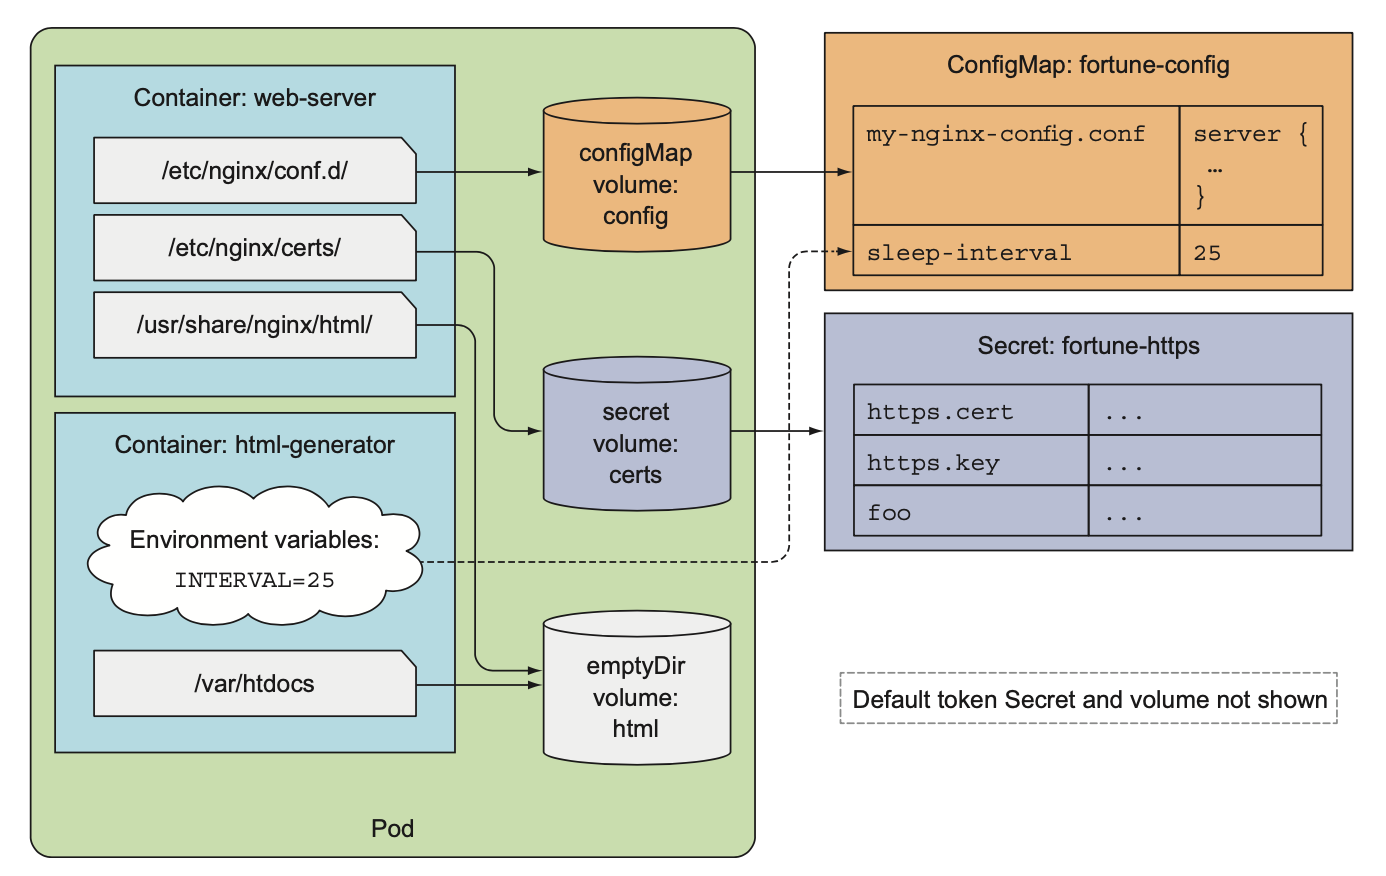 Container: web-server
/etc/nginx/conf.d/
/etc/nginx/certs/
/usr/share/nginx/html/
Container: html-generator
Environment variables:
INTERVAL=25
/var/htdocs
configMap
volume:
config
secret
volume:
certs
emptyDir
volume:
html
Pod
ConfigMap: fortune-config
my-nginx-config.conf
server {
…
}
sleep-interval
25
Secret: fortune-https
https.cert
...
https.key
...
foo
...
Default token Secret and volume not shown